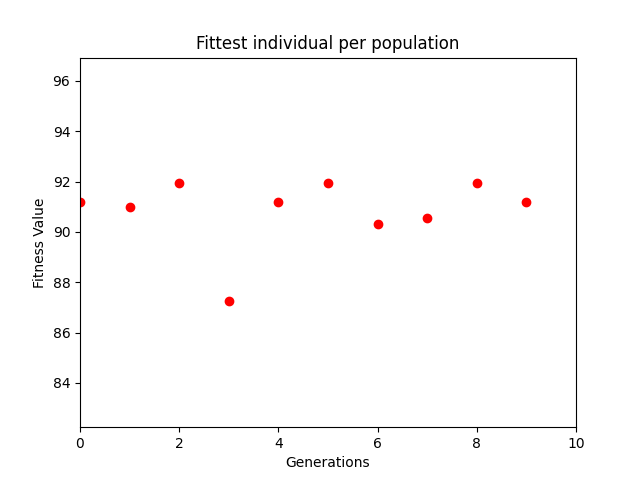 Fittest individual per population
96
94
92
90
88
86
84
Fitness Value
0 2 4 6 8 10
Generations